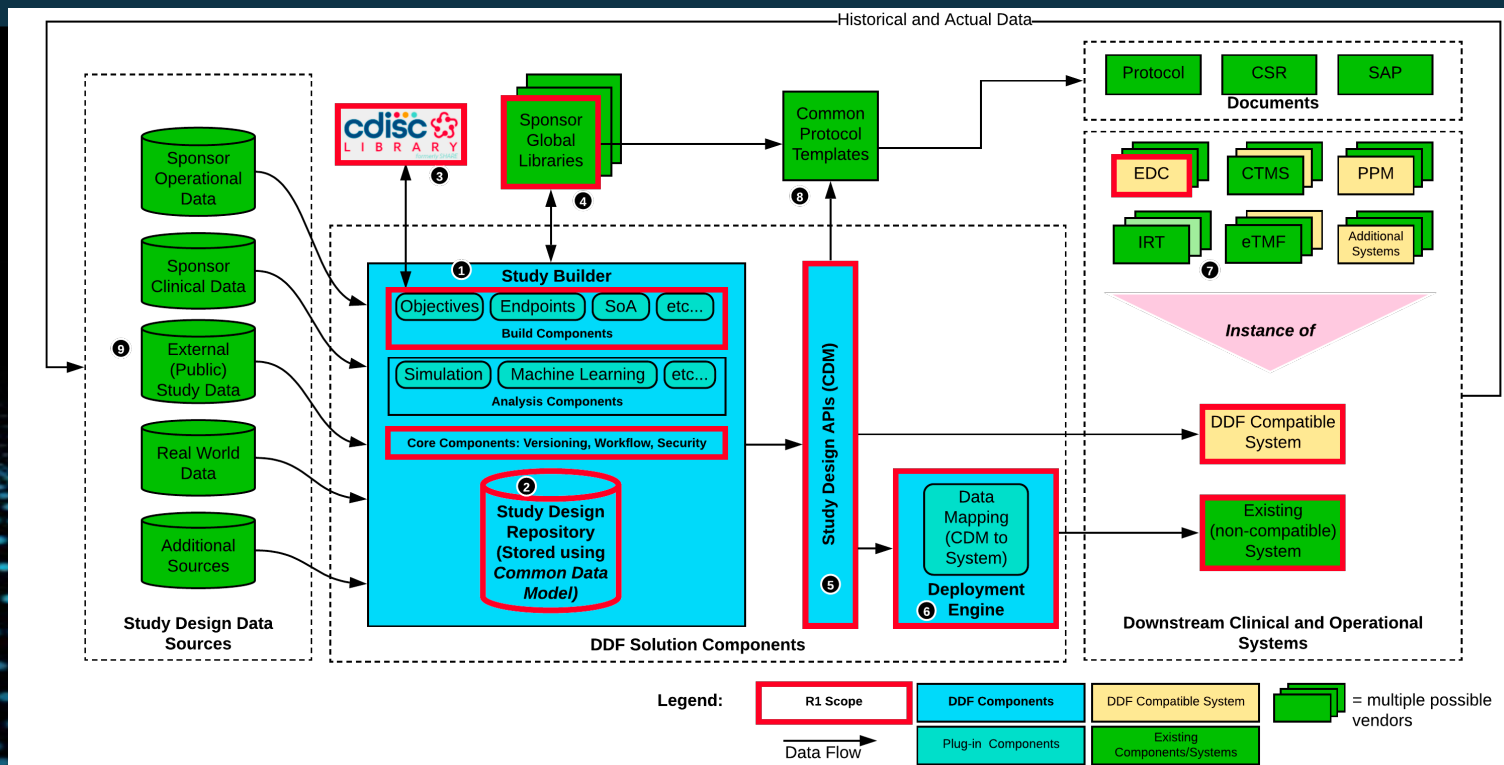 Historical and Actual Data
Sponsor
Operational
Data
Sponsor
Clinical Data
External
(Public)
Study Data
Real World
Data
Additional
Sources
9
Study Design Data
Sources
cdisc
LIBRARY
formerly SHARE
3
Sponsor
Global
Libraries
4
Common
Protocol
Templates
8
1
Study Builder
Objectives
Endpoints
SoA
etc...
Build Components
Simulation
Machine Learning
etc...
Analysis Components
Core Components: Versioning, Workflow, Security
2
Study Design
Repository
(Stored using
Common Data
Model)
Study Design APIs (CDM)
5
Data
Mapping
(CDM to
System)
Deployment
Engine
6
DDF Solution Components
Protocol
CSR
SAP
Documents
EDC
CTMS
PPM
IRT
eTMF
Additional
Systems
7
Instance of
DDF Compatible
System
Existing
(non-compatible)
System
Downstream Clinical and Operational
Systems
Legend:
R1 Scope
DDF Components
DDF Compatible System
= multiple possible
vendors
Data Flow
Plug-in Components
Existing
Components/Systems